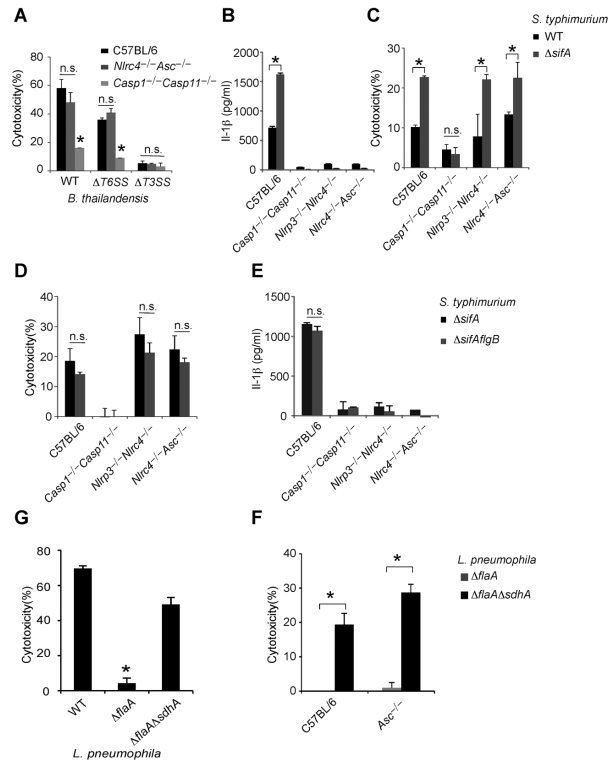 A
C57BL/6
Nlrc4–/–Asc–/–
Casp1–/–Casp11–/–
Cytotoxicity(%)
80
60
40
20
0
n.s.
n.s.
n.s.
*
*
WT
ΔT6SS
ΔT3SS
B. thailandensis
B
Il-1β (pg/ml)
2000
1500
1000
500
0
*
C57BL/6
Casp1–/–Casp11–/–
Nlrp3–/–Nlrc4–/–
Nlrc4–/–Asc–/–
C
S. typhimurium
WT
ΔsifA
Cytotoxicity(%)
30
20
10
0
*
n.s.
*
*
C57BL/6
Casp1–/–Casp11–/–
Nlrp3–/–Nlrc4–/–
Nlrc4–/–Asc–/–
D
Cytotoxicity(%)
40
30
20
10
0
n.s.
n.s.
n.s.
C57BL/6
Casp1–/–Casp11–/–
Nlrp3–/–Nlrc4–/–
Nlrc4–/–Asc–/–
E
S. typhimurium
ΔsifA
ΔsifAflgB
Il-1β (pg/ml)
1500
1000
500
0
n.s.
C57BL/6
Casp1–/–Casp11–/–
Nlrp3–/–Nlrc4–/–
Nlrc4–/–Asc–/–
G
Cytotoxicity(%)
80
40
20
0
*
WT
ΔflaA
ΔflaAΔsdhA
L. pneumophila
F
L. pneumophila
ΔflaA
ΔflaAΔsdhA
Cytotoxicity(%)
40
30
20
10
0
*
*
C57BL/6
Asc–/–